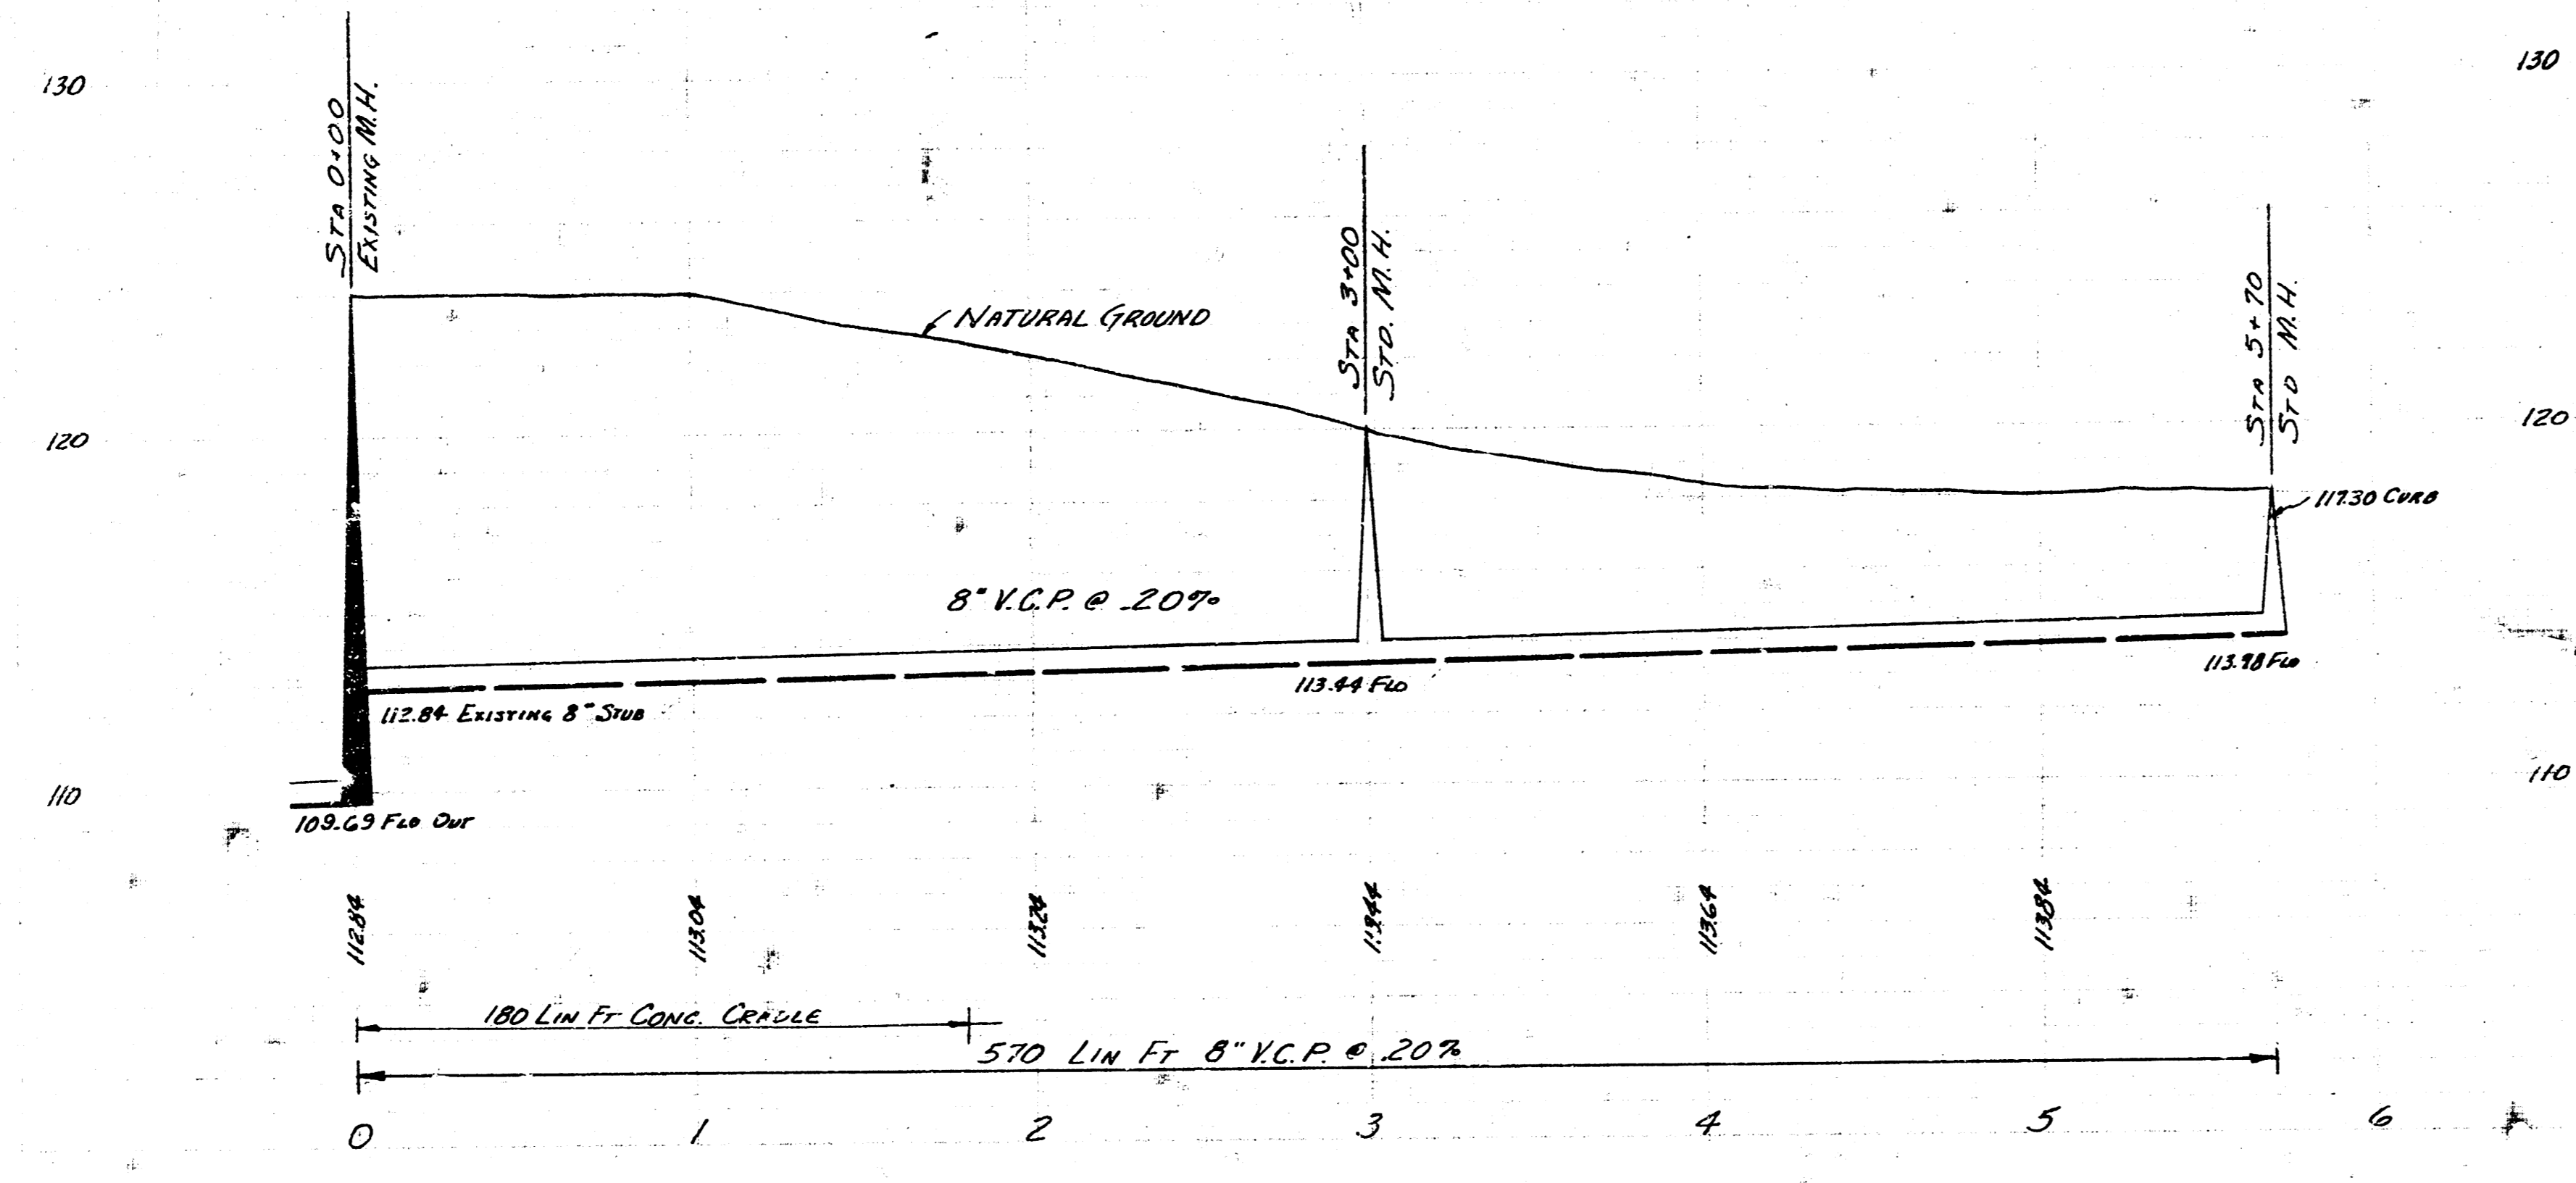 130
130
STA 0+00
EXISTING M.H.
STA 3+00
STD. M.H.
STA 5+70
STD M.H.
NATURAL GROUND
120
120
117.30 CURB
8" V.C.P. @ .20%
112.84 EXISTING 8" STUB
113.44 FLO
113.98 FLO
110
110
109.69 FLO OUT
112.84
113.04
113.24
113.44
113.64
113.84
180 LIN FT CONC. CRADLE
570 LIN FT 8" V.C.P. @ .20%
0 1 2 3 4 5 6